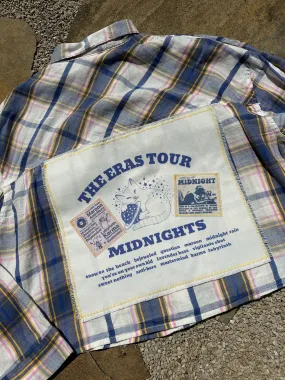 THE ERAS TOUR
MIDNIGHT
Karma
MIDNIGHTS
snow on the beach bejeweled question maroon midnight rain
you're on your own kid lavender haze vigilante shit
sweet nothing anti-hero mastermind karma labyrinth